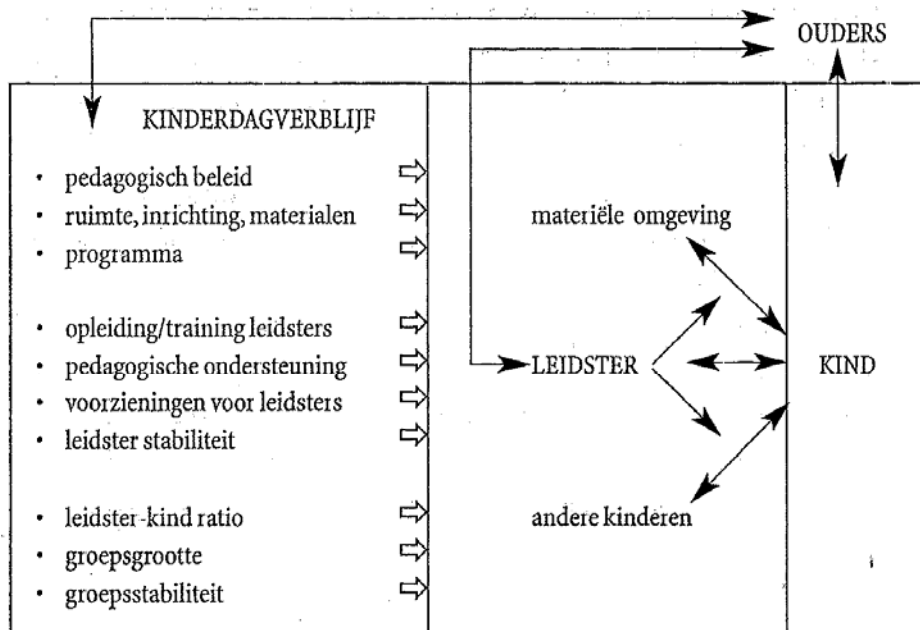 OUDERS
KINDERDAGVERBLIJF
• pedagogisch beleid
• ruimte, inrichting, materialen
• programma
• opleiding/training leidsters
• pedagogische ondersteuning
• voorzieningen voor leidsters
• leidster stabiliteit
• leidster-kind ratio
• groepsgrootte
• groepsstabiliteit
materiële omgeving
LEIDSTER
andere kinderen
KIND